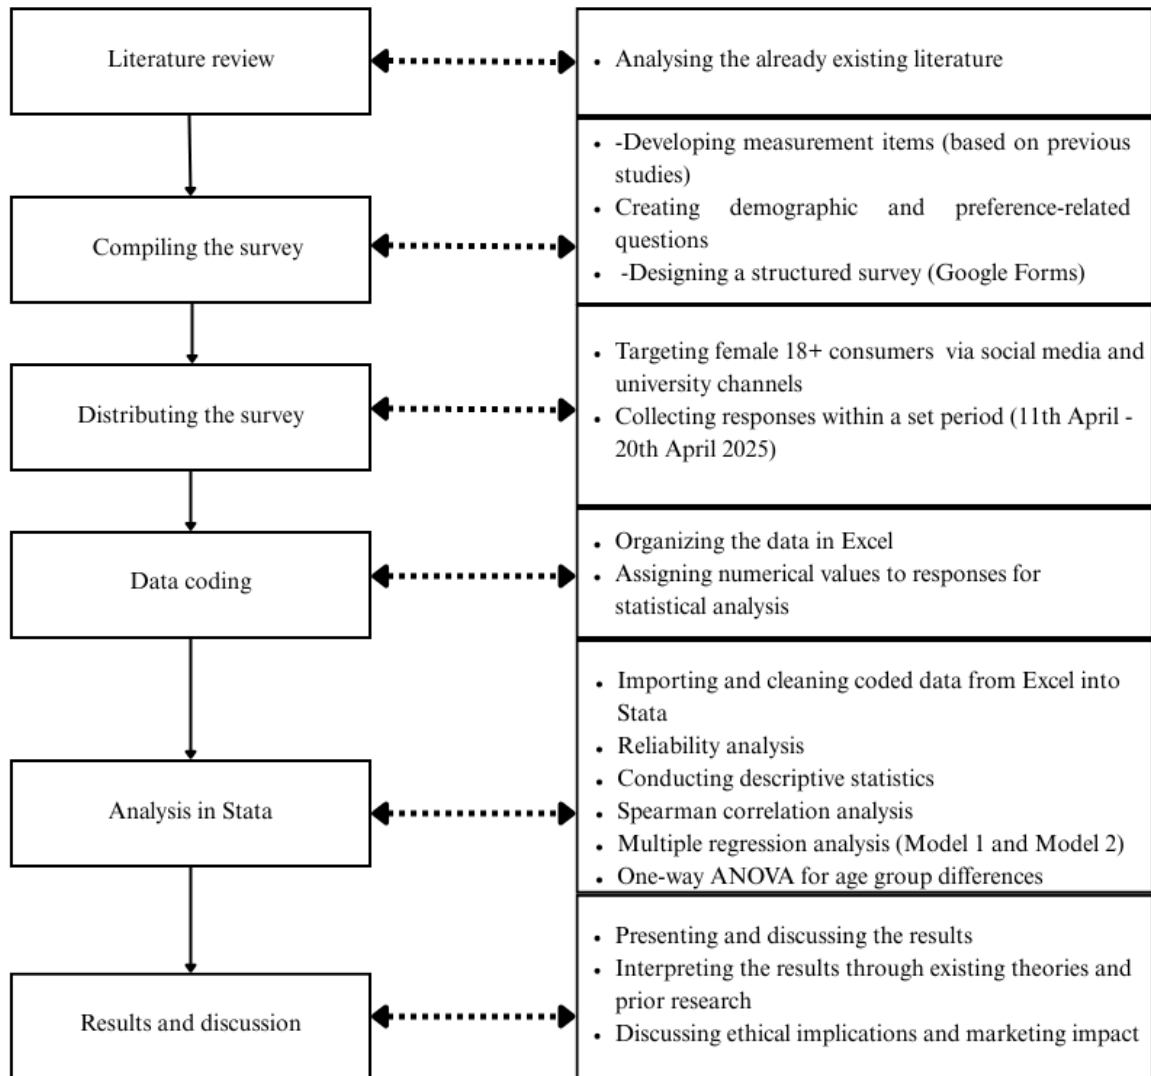 Literature review
• Analysing the already existing literature
Compiling the survey
• -Developing measurement items (based on previous
studies)
• Creating demographic and preference-related
questions
• -Designing a structured survey (Google Forms)
Distributing the survey
• Targeting female 18+ consumers via social media and
university channels
• Collecting responses within a set period (11th April -
20th April 2025)
Data coding
• Organizing the data in Excel
• Assigning numerical values to responses for
statistical analysis
Analysis in Stata
• Importing and cleaning coded data from Excel into
Stata
• Reliability analysis
• Conducting descriptive statistics
• Spearman correlation analysis
• Multiple regression analysis (Model 1 and Model 2)
• One-way ANOVA for age group differences
Results and discussion
• Presenting and discussing the results
• Interpreting the results through existing theories and
prior research
• Discussing ethical implications and marketing impact